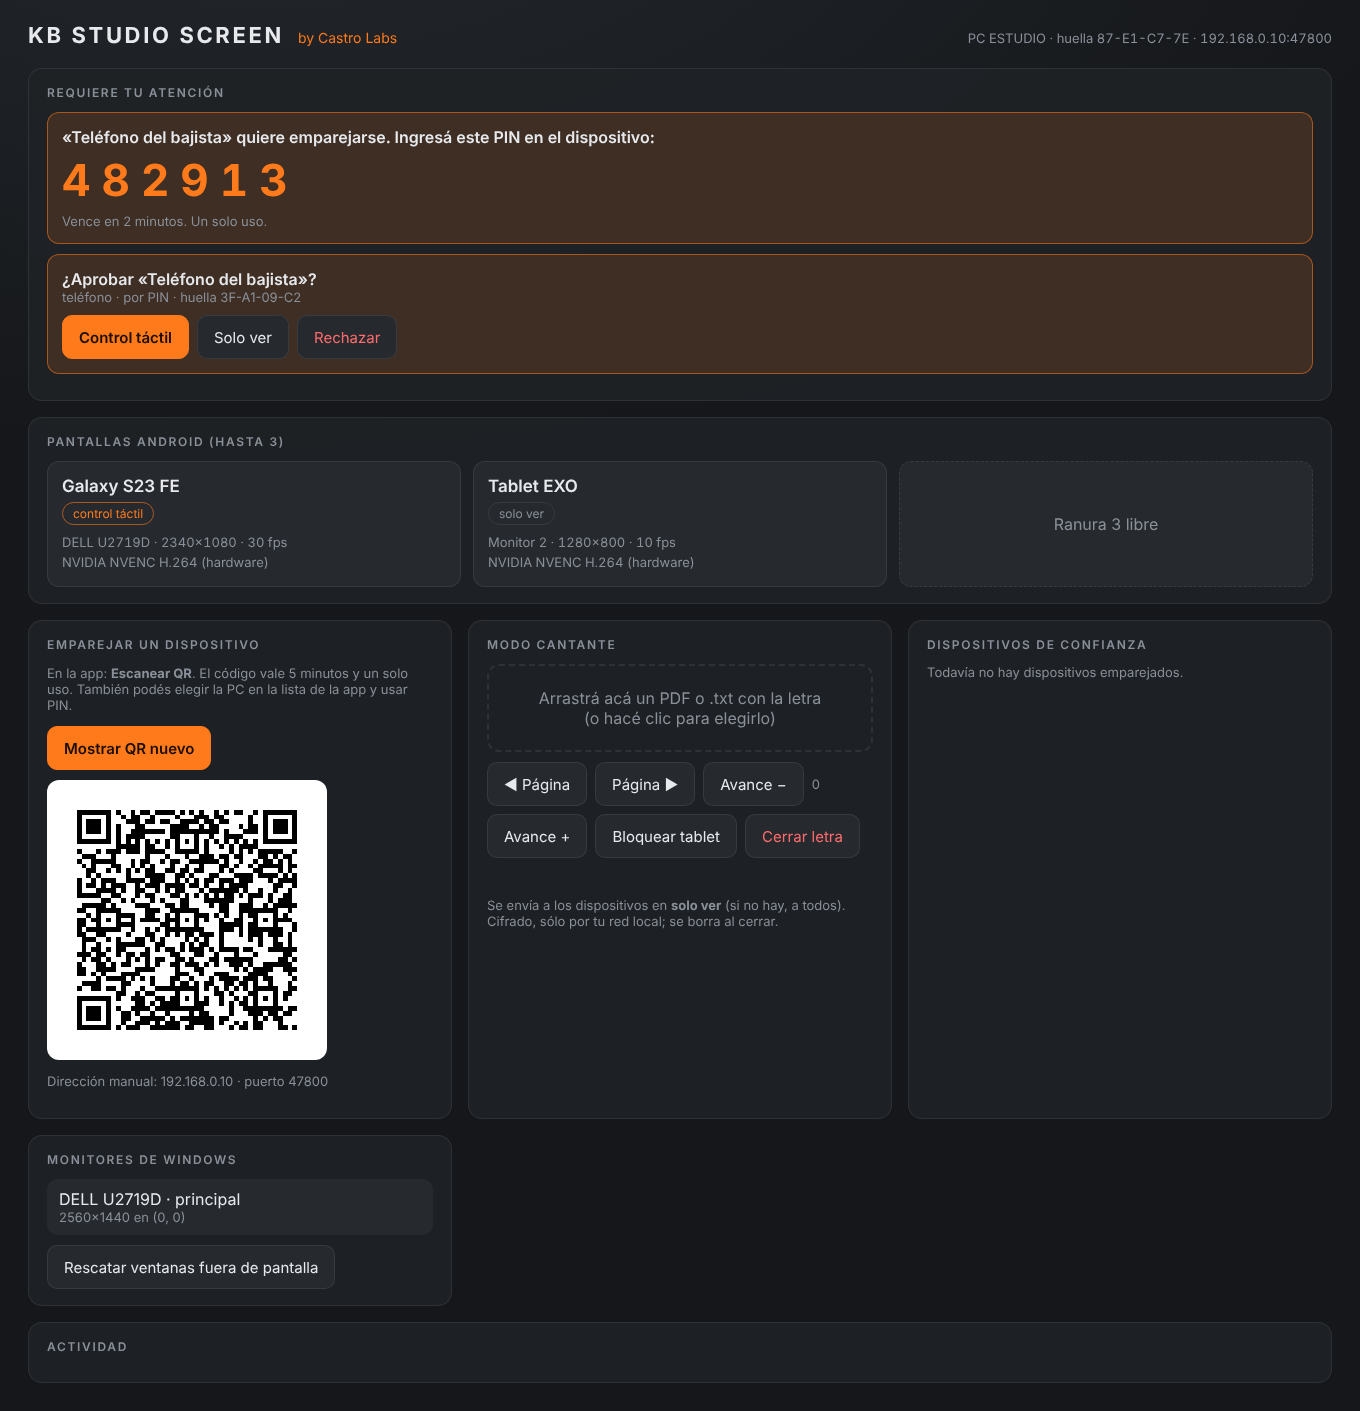 KB STUDIO SCREEN by Castro Labs
PC ESTUDIO · huella 87-E1-C7-7E · 192.168.0.10:47800
REQUIERE TU ATENCIÓN
«Teléfono del bajista» quiere emparejarse. Ingresá este PIN en el dispositivo:
482913
Vence en 2 minutos. Un solo uso.
¿Aprobar «Teléfono del bajista»?
teléfono · por PIN · huella 3F-A1-09-C2
Control táctil
Solo ver
Rechazar
PANTALLAS ANDROID (HASTA 3)
Galaxy S23 FE
control táctil
DELL U2719D · 2340×1080 · 30 fps
NVIDIA NVENC H.264 (hardware)
Tablet EXO
solo ver
Monitor 2 · 1280×800 · 10 fps
NVIDIA NVENC H.264 (hardware)
Ranura 3 libre
EMPAREJAR UN DISPOSITIVO
En la app: Escanear QR. El código vale 5 minutos y un solo
uso. También podés elegir la PC en la lista de la app y usar
PIN.
Mostrar QR nuevo
Dirección manual: 192.168.0.10 · puerto 47800
MODO CANTANTE
Arrastrá acá un PDF o .txt con la letra
(o hacé clic para elegirlo)
◀ Página
Página ▶
Avance −
0
Avance +
Bloquear tablet
Cerrar letra
Se envía a los dispositivos en solo ver (si no hay, a todos).
Cifrado, sólo por tu red local; se borra al cerrar.
DISPOSITIVOS DE CONFIANZA
Todavía no hay dispositivos emparejados.
MONITORES DE WINDOWS
DELL U2719D · principal
2560×1440 en (0, 0)
Rescatar ventanas fuera de pantalla
ACTIVIDAD